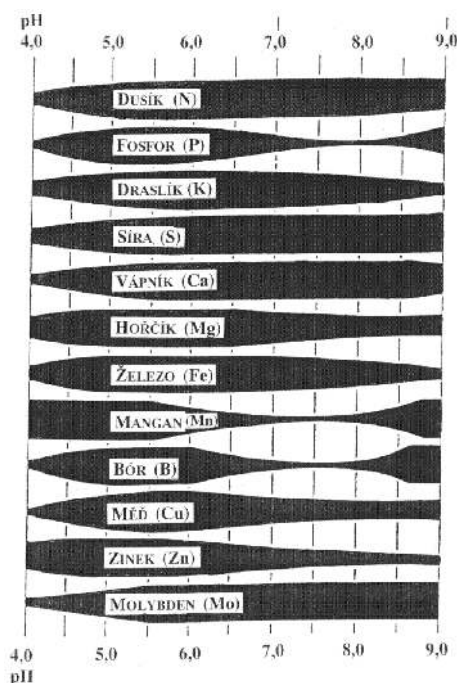 pH
4,0 5,0 6,0 7,0 8,0 9,0
DUSÍK (N)
FOSFOR (P)
DRASLÍK (K)
SÍRA (S)
VÁPNÍK (Ca)
HOŘČÍK (Mg)
ŽELEZO (Fe)
MANGAN (Mn)
BÓR (B)
MĚĎ (Cu)
ZINEK (Zn)
MOLYBDEN (Mo)
4,0 5,0 6,0 7,0 8,0 9,0
pH